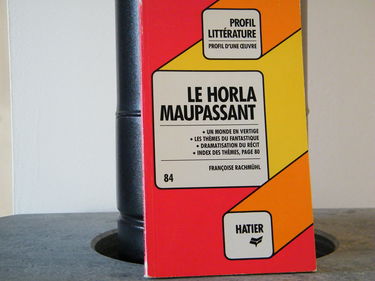 PROFIL
LITTÉRATURE
PROFIL D'UNE ŒUVRE
LE HORLA
MAUPASSANT
• UN MONDE EN VERTIGE
• LES THÈMES DU FANTASTIQUE
• DRAMATISATION DU RÉCIT
• INDEX DES THÈMES, PAGE 80
FRANÇOISE RACHMÜHL
84
HATIER